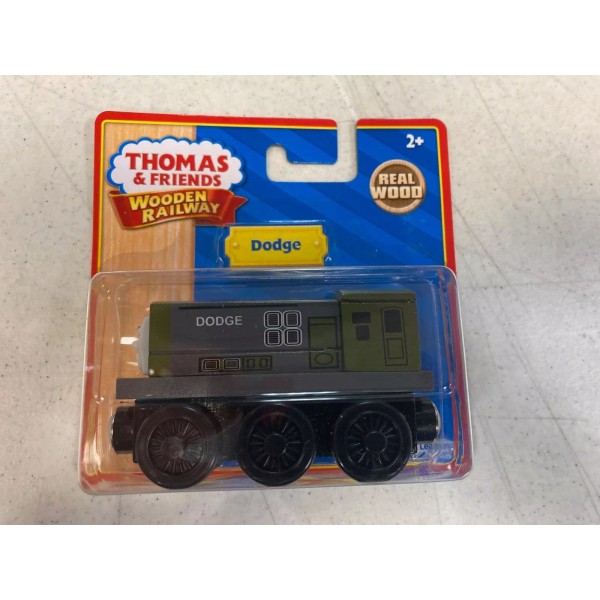 THOMAS
& FRIENDS
WOODEN
RAILWAY
2+
REAL
WOOD
Dodge
DODGE